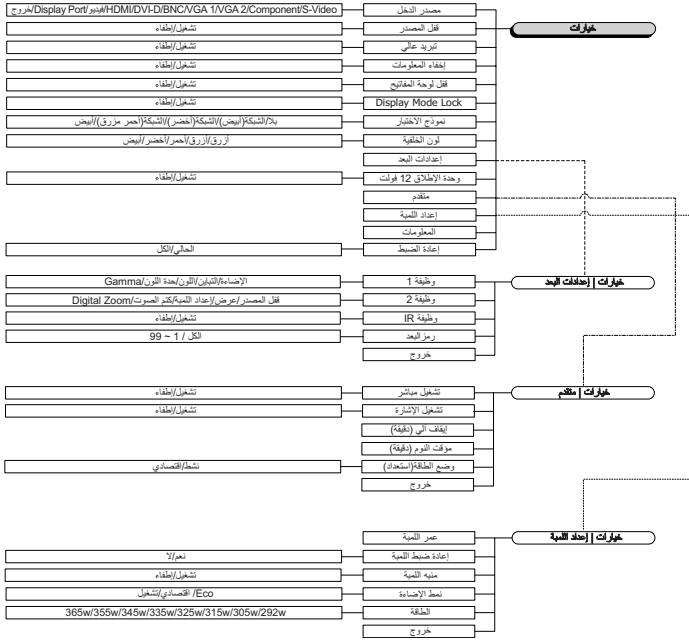 خيارات
مصدر الدخل
خروج/Display Port/فيديو/HDMI/DVI-D/BNC/VGA 1/VGA 2/Component/S-Video
قفل المصدر
تشغيل/إطفاء
تبريد عالي
تشغيل/إطفاء
إخفاء المعلومات
تشغيل/إطفاء
قفل لوحة المفاتيح
تشغيل/إطفاء
Display Mode Lock
تشغيل/إطفاء
نموذج الاختبار
بلا/الشبكة(أبيض)/الشبكة(أخضر)/الشبكة(أحمر مزرق)/أبيض
لون الخلفية
أزرق/أزرق/أحمر/أخضر/أبيض
إعدادات البعد
وحدة الإطلاق 12 فولت
تشغيل/إطفاء
متقدم
إعداد اللمبة
المعلومات
إعادة الضبط
الحالي/الكل
خيارات | إعدادات البعد
وظيفة 1
الإضاءة/التباين/اللون/حدة اللون/Gamma
وظيفة 2
قفل المصدر/عرض/إعداد اللمبة/كتم الصوت/Digital Zoom
وظيفة IR
تشغيل/إطفاء
رمز البعد
الكل / 1 ~ 99
خروج
خيارات | متقدم
تشغيل مباشر
تشغيل/إطفاء
تشغيل الإشارة
تشغيل/إطفاء
إيقاف آلي (دقيقة)
مؤقت النوم (دقيقة)
وضع الطاقة(استعداد)
نشط/اقتصادي
خروج
خيارات | إعداد اللمبة
عمر اللمبة
إعادة ضبط اللمبة
نعم/لا
منبه اللمبة
تشغيل/إطفاء
نمط الإضاءة
Eco/ اقتصادي/تشغيل
الطاقة
365w/355w/345w/335w/325w/315w/305w/292w
خروج